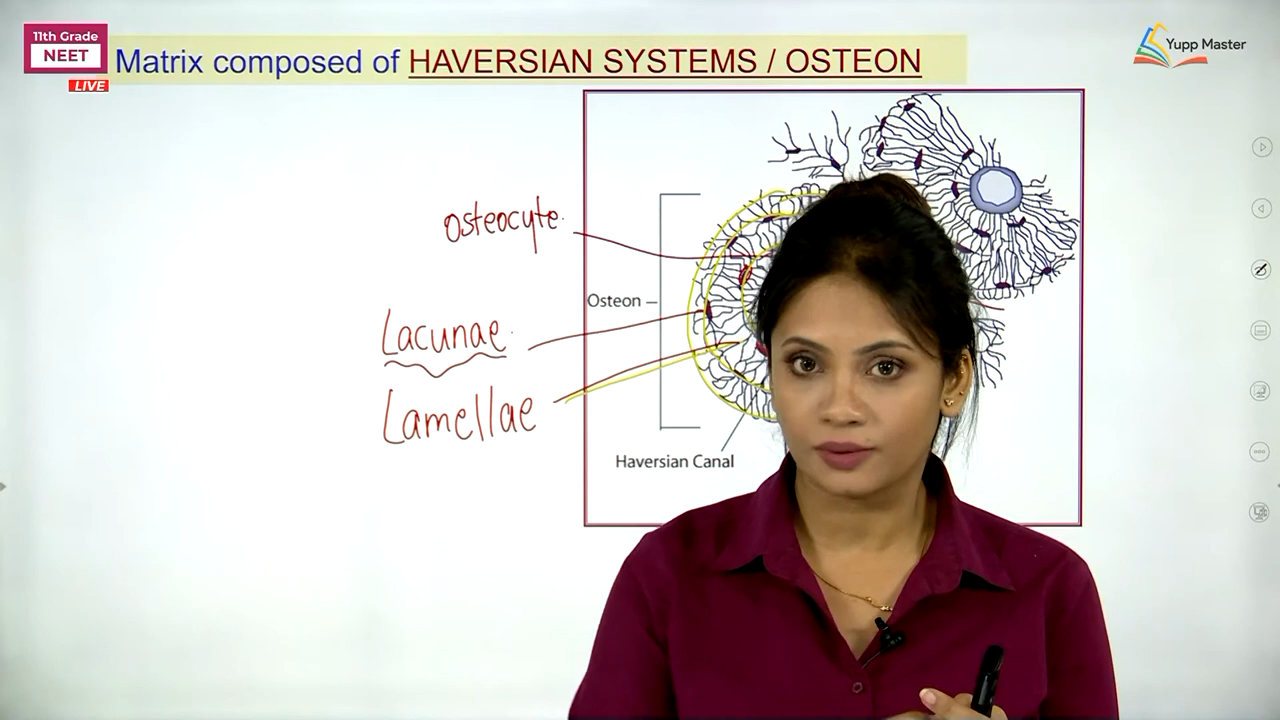 11th Grade
NEET
LIVE
Matrix composed of HAVERSIAN SYSTEMS / OSTEON
Yupp Master
Osteocyte.
Osteon
Lacunae.
Lamellae
Haversian Canal